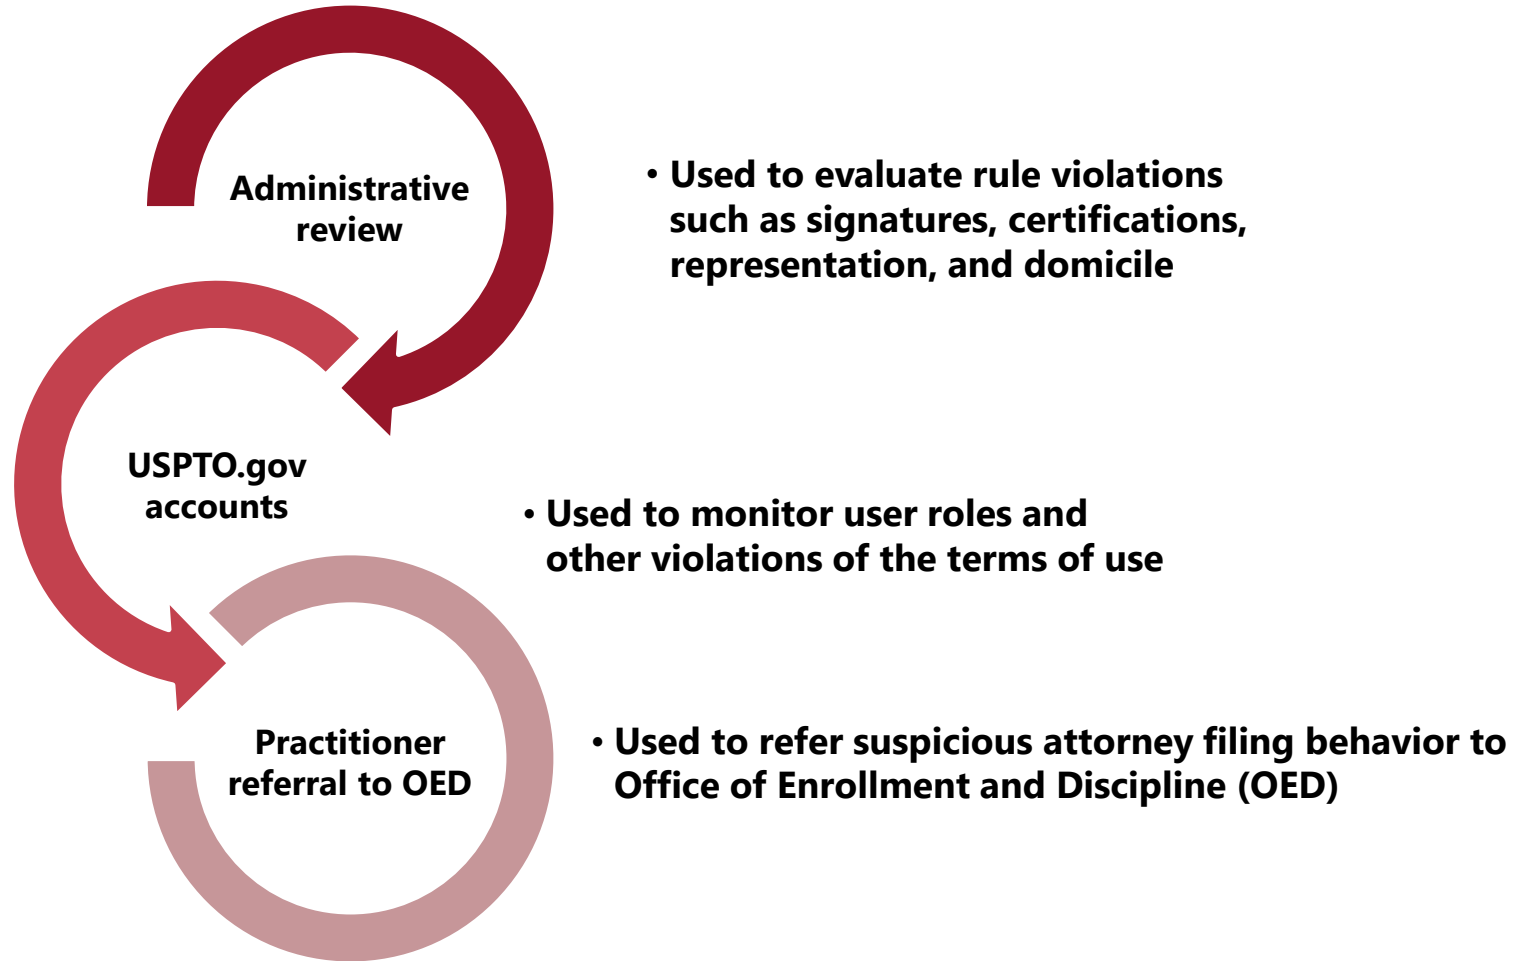 Administrative
review
• Used to evaluate rule violations
such as signatures, certifications,
representation, and domicile
USPTO.gov
accounts
• Used to monitor user roles and
other violations of the terms of use
Practitioner
referral to OED
• Used to refer suspicious attorney filing behavior to
Office of Enrollment and Discipline (OED)